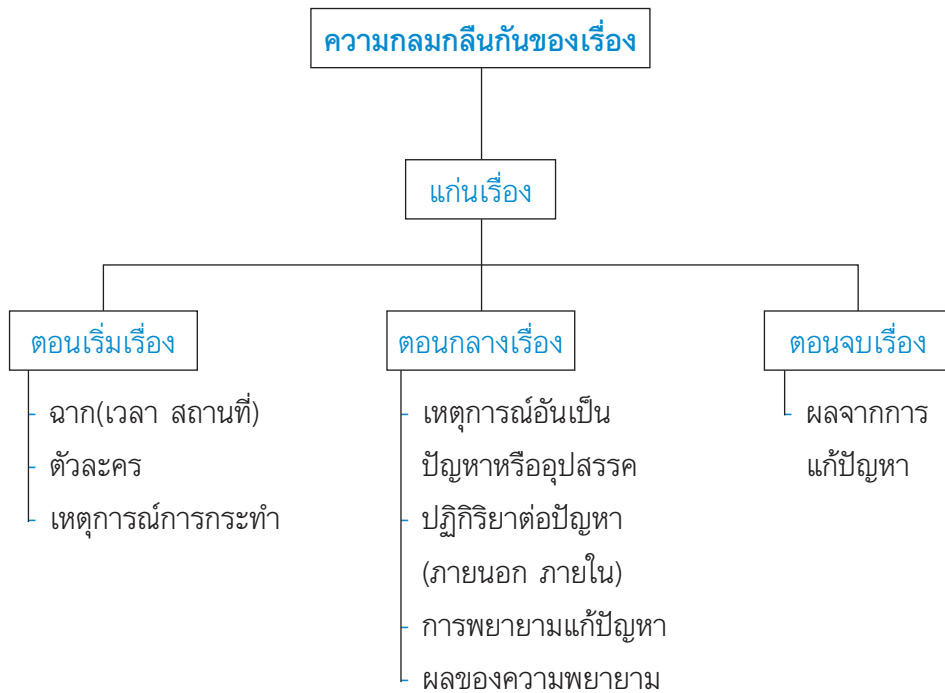 ความกลมกลืนกันของเรื่อง
แก่นเรื่อง
ตอนเริ่มเรื่อง
- ฉาก(เวลา สถานที่)
- ตัวละคร
- เหตุการณ์การกระทำ
ตอนกลางเรื่อง
- เหตุการณ์อันเป็น
ปัญหาหรืออุปสรรค
- ปฏิกิริยาต่อปัญหา
(ภายนอก ภายใน)
- การพยายามแก้ปัญหา
- ผลของความพยายาม
ตอนจบเรื่อง
- ผลจากการ
แก้ปัญหา